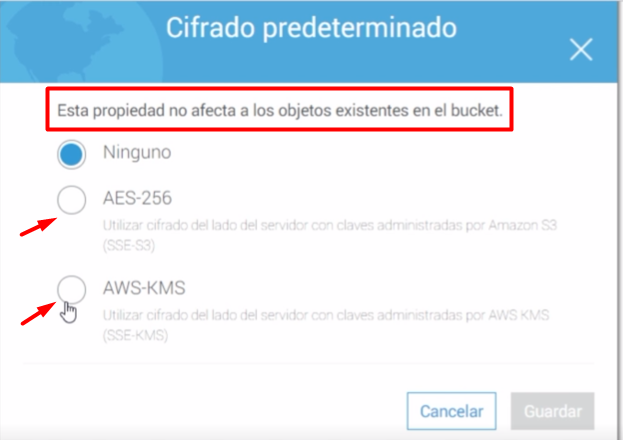 Cifrado predeterminado
Esta propiedad no afecta a los objetos existentes en el bucket.
Ninguno
AES-256
Utilizar cifrado del lado del servidor con claves administradas por Amazon S3
(SSE-S3)
AWS-KMS
Utilizar cifrado del lado del servidor con claves administradas por AWS KMS
(SSE-KMS)
Cancelar
Guardar